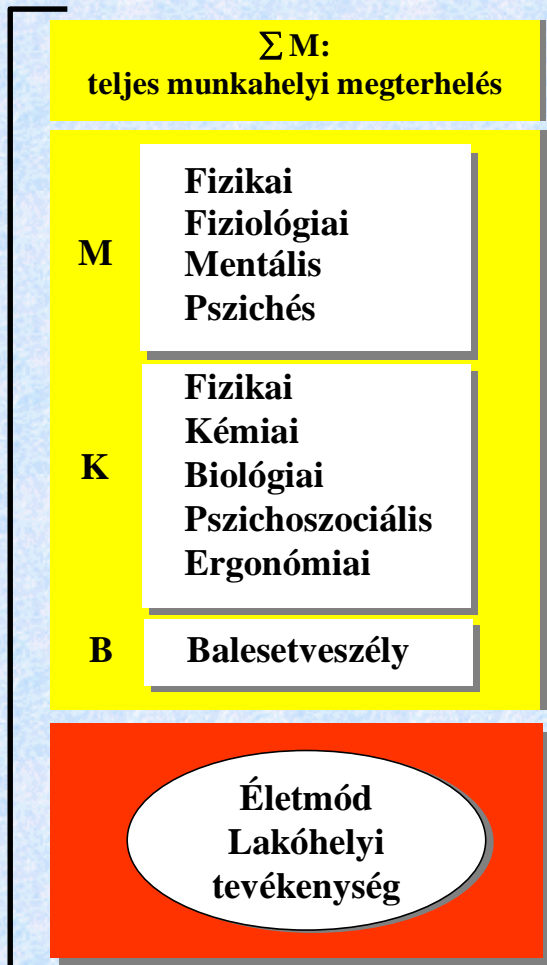 ∑ M:
teljes munkahelyi megterhelés
M
Fizikai
Fiziológiai
Mentális
Pszichés
K
Fizikai
Kémiai
Biológiai
Pszichoszociális
Ergonómiai
B
Balesetveszély
Életmód
Lakóhelyi
tevékenység